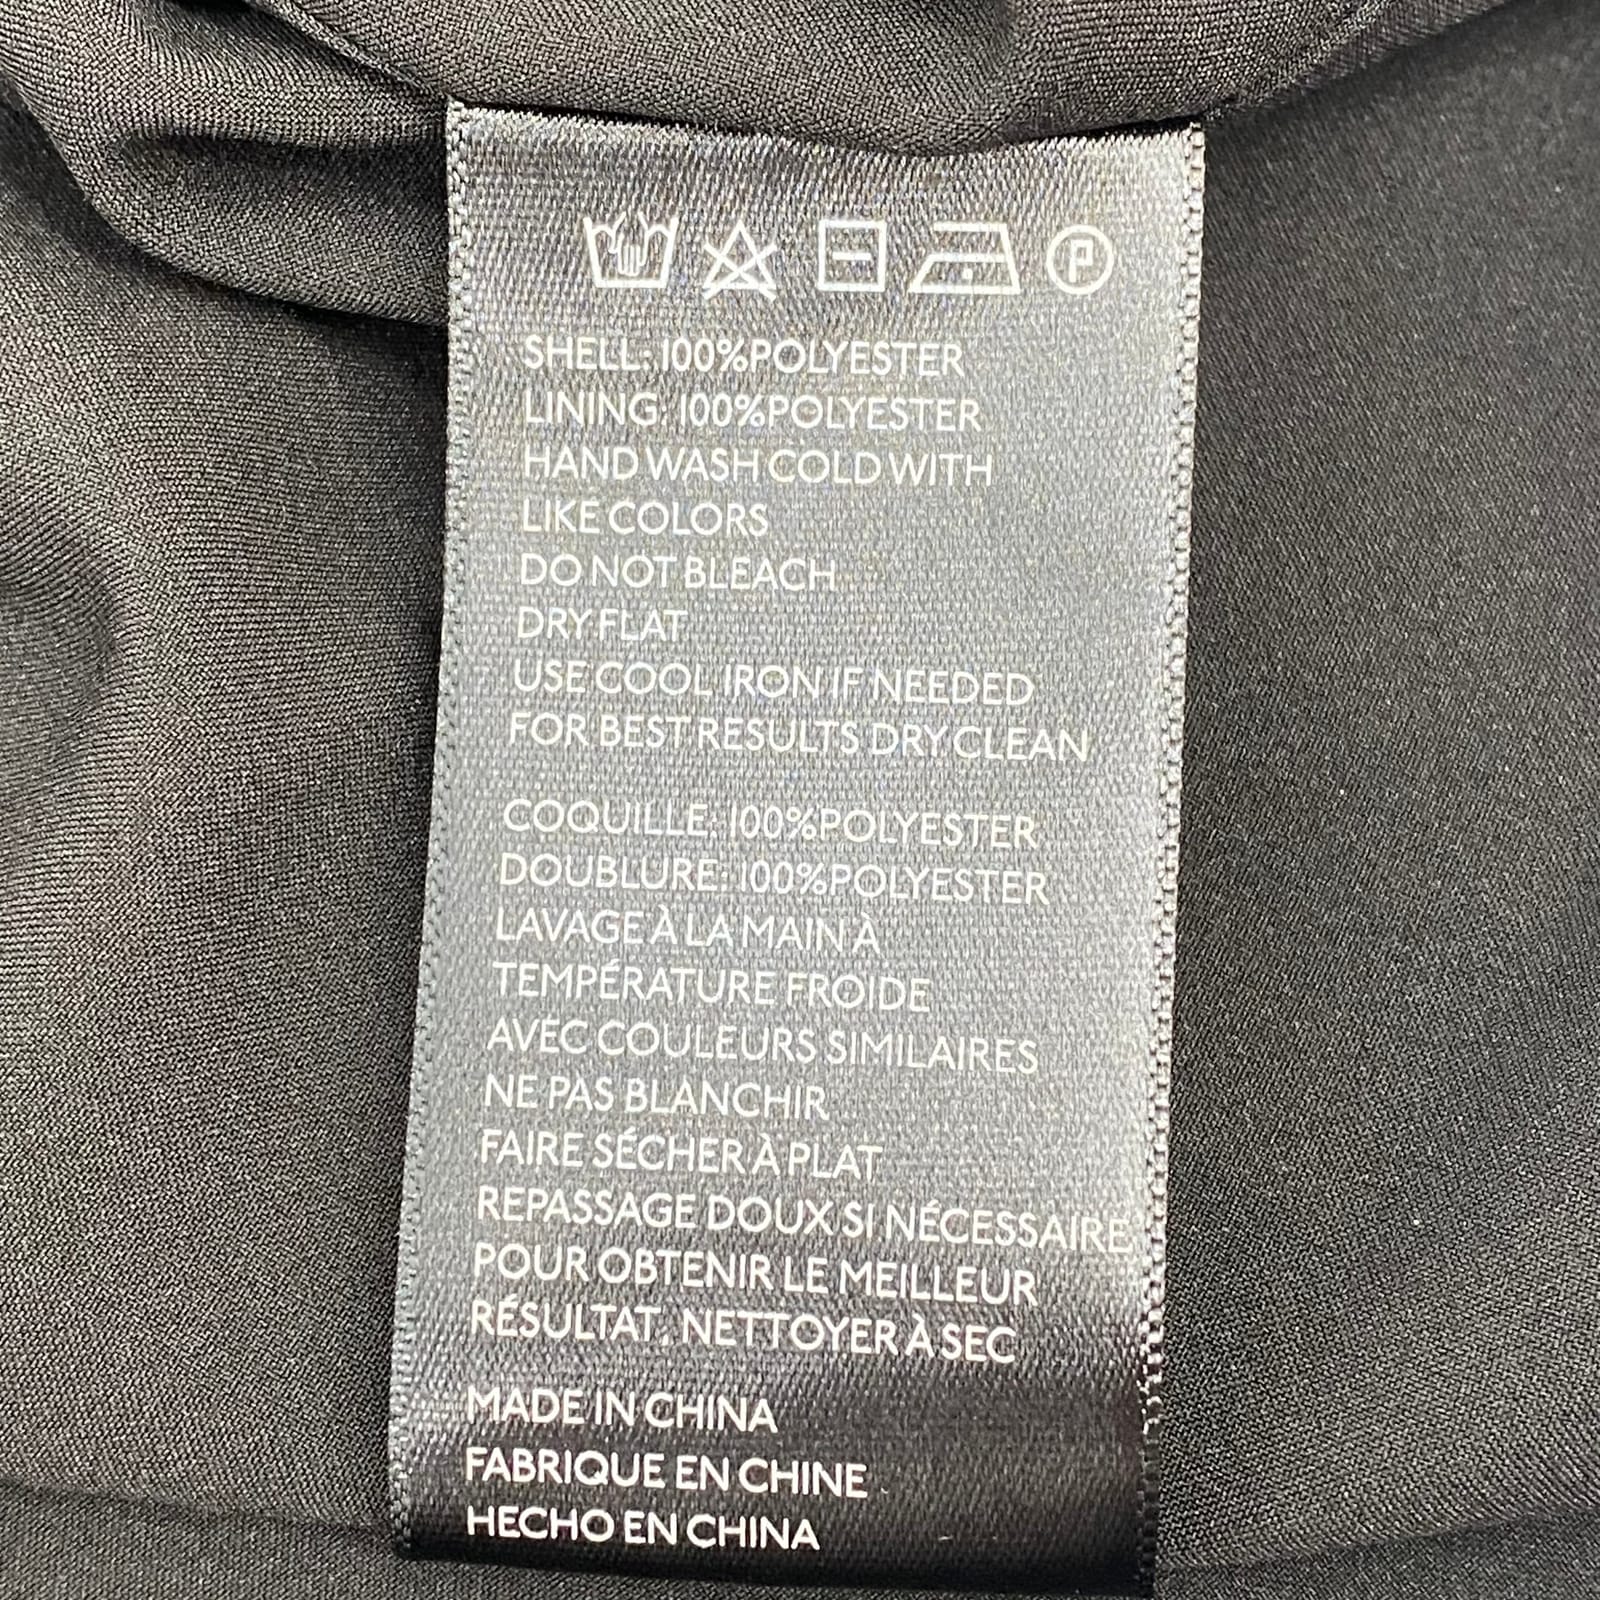 P
SHELL: 100%POLYESTER
LINING: 100%POLYESTER
HAND WASH COLD WITH
LIKE COLORS
DO NOT BLEACH
DRY FLAT
USE COOL IRON IF NEEDED
FOR BEST RESULTS DRY CLEAN
COQUILLE: 100%POLYESTER
DOUBLURE: 100%POLYESTER
LAVAGE À LA MAIN À
TEMPÉRATURE FROIDE
AVEC COULEURS SIMILAIRES
NE PAS BLANCHIR
FAIRE SÉCHER À PLAT
REPASSAGE DOUX SI NÉCESSAIRE
POUR OBTENIR LE MEILLEUR
RÉSULTAT, NETTOYER À SEC
MADE IN CHINA
FABRIQUE EN CHINE
HECHO EN CHINA